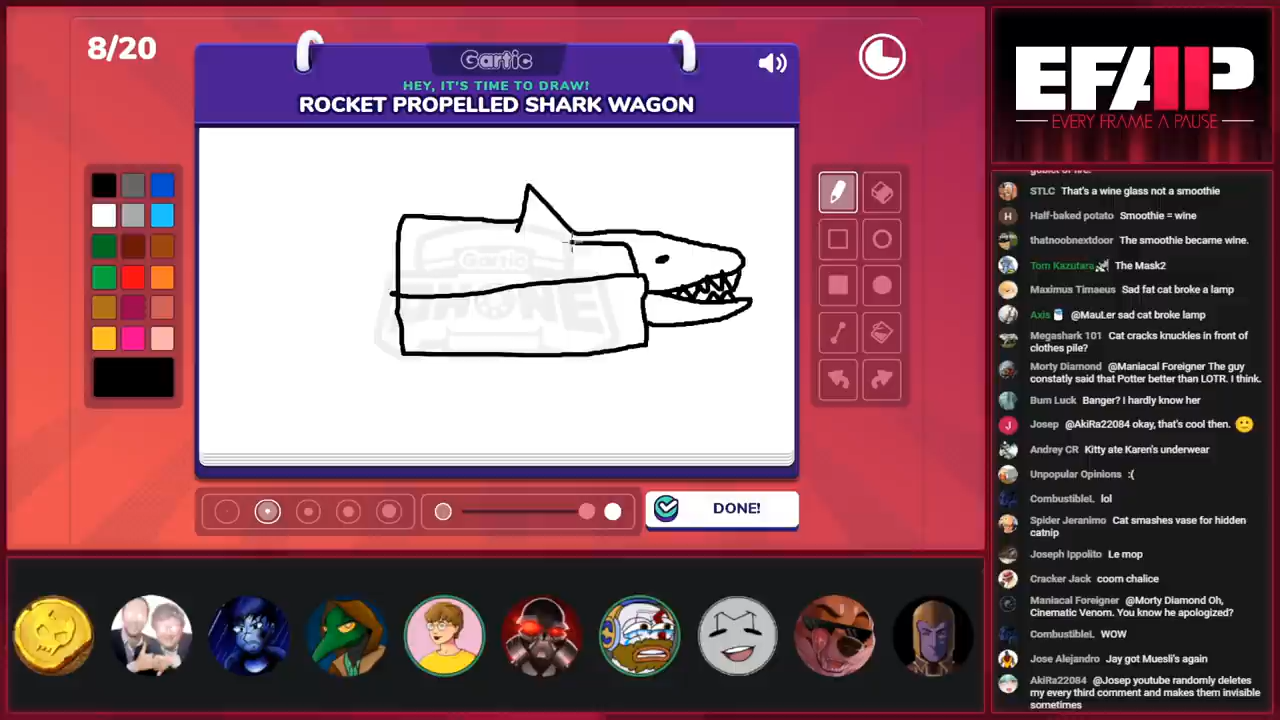 8/20
Gartic
HEY, IT'S TIME TO DRAW!
ROCKET PROPELLED SHARK WAGON
Gartic
PHONE
DONE!
EFAP
EVERY FRAME A PAUSE
goblet of fire.
STLC That's a wine glass not a smoothie
Half-baked potato Smoothie = wine
thatnoobnextdoor The smoothie became wine.
Tom Kazutara The Mask2
Maximus Timaeus Sad fat cat broke a lamp
Axis @MauLer sad cat broke lamp
Megashark 101 Cat cracks knuckles in front of
clothes pile?
Morty Diamond @Maniacal Foreigner The guy
constatly said that Potter better than LOTR. I think.
Bum Luck Banger? I hardly know her
Josep @AkiRa22084 okay, that's cool then.
Andrey CR Kitty ate Karen's underwear
Unpopular Opinions :(
CombustibleL lol
Spider Jeranimo Cat smashes vase for hidden
catnip
Joseph Ippolito Le mop
Cracker Jack coom chalice
Maniacal Foreigner @Morty Diamond Oh,
Cinematic Venom. You know he apologized?
CombustibleL WOW
Jose Alejandro Jay got Muesli's again
AkiRa22084 @Josep youtube randomly deletes
my every third comment and makes them invisible
sometimes